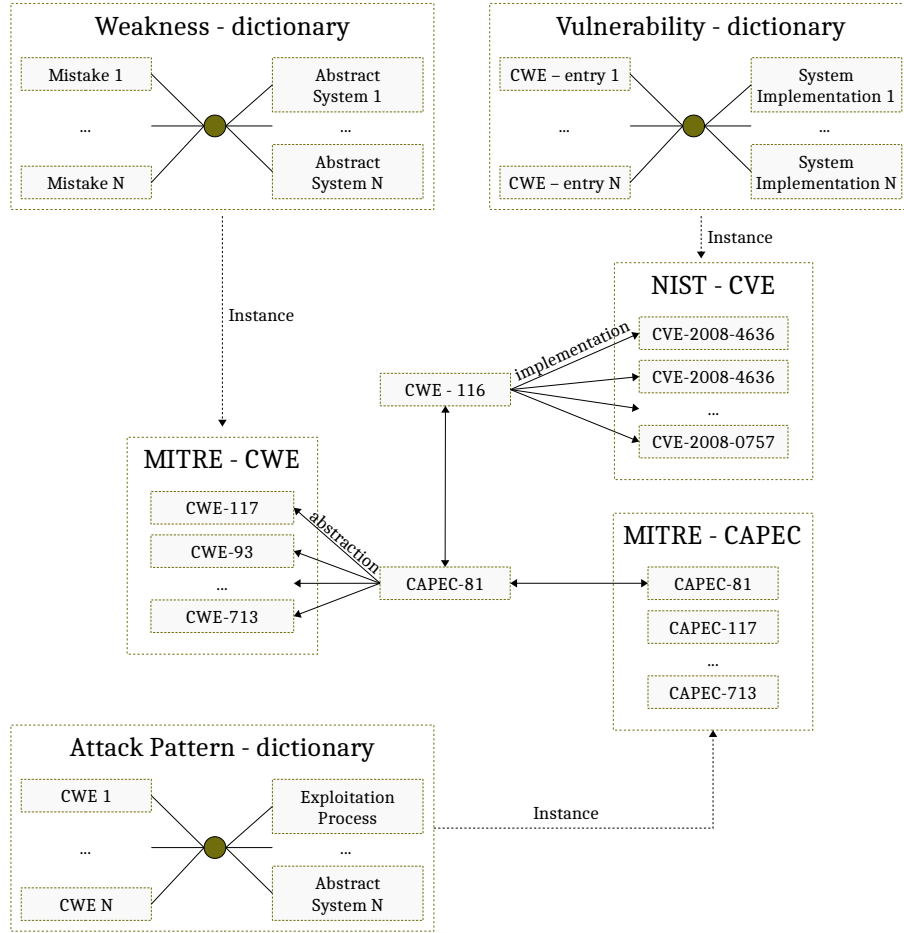 Weakness - dictionary
Mistake 1
...
Mistake N
Abstract
System 1
...
Abstract
System N
Vulnerability - dictionary
CWE – entry 1
...
CWE – entry N
System
Implementation 1
...
System
Implementation N
Instance
Instance
NIST - CVE
CVE-2008-4636
CVE-2008-4636
...
CVE-2008-0757
implementation
CWE - 116
MITRE - CWE
CWE-117
CWE-93
...
CWE-713
abstraction
CAPEC-81
MITRE - CAPEC
CAPEC-81
CAPEC-117
...
CAPEC-713
Attack Pattern - dictionary
CWE 1
...
CWE N
Exploitation
Process
...
Abstract
System N
Instance